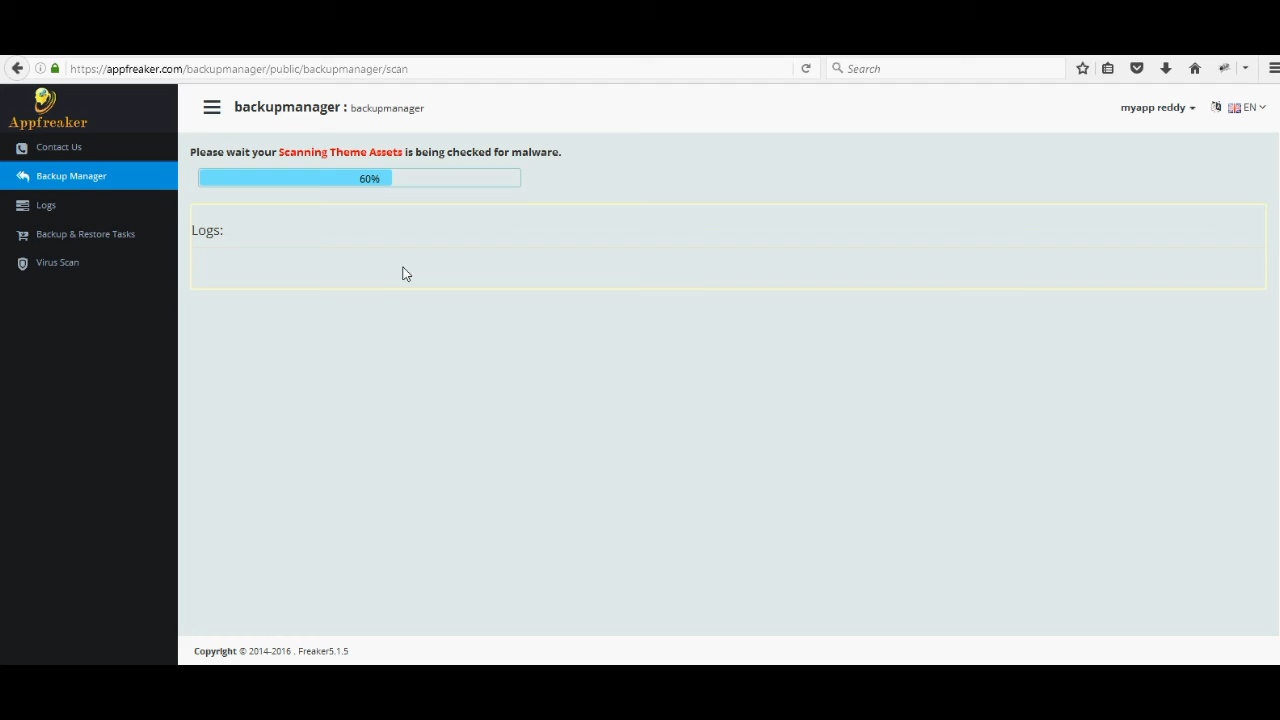 https://appfreaker.com/backupmanager/public/backupmanager/scan
Search
Appfreaker
backupmanager : backupmanager
myapp reddy
EN
Contact Us
Backup Manager
Logs
Backup & Restore Tasks
Virus Scan
Please wait your Scanning Theme Assets is being checked for malware.
60%
Logs:
Copyright © 2014-2016 . Freaker5.1.5